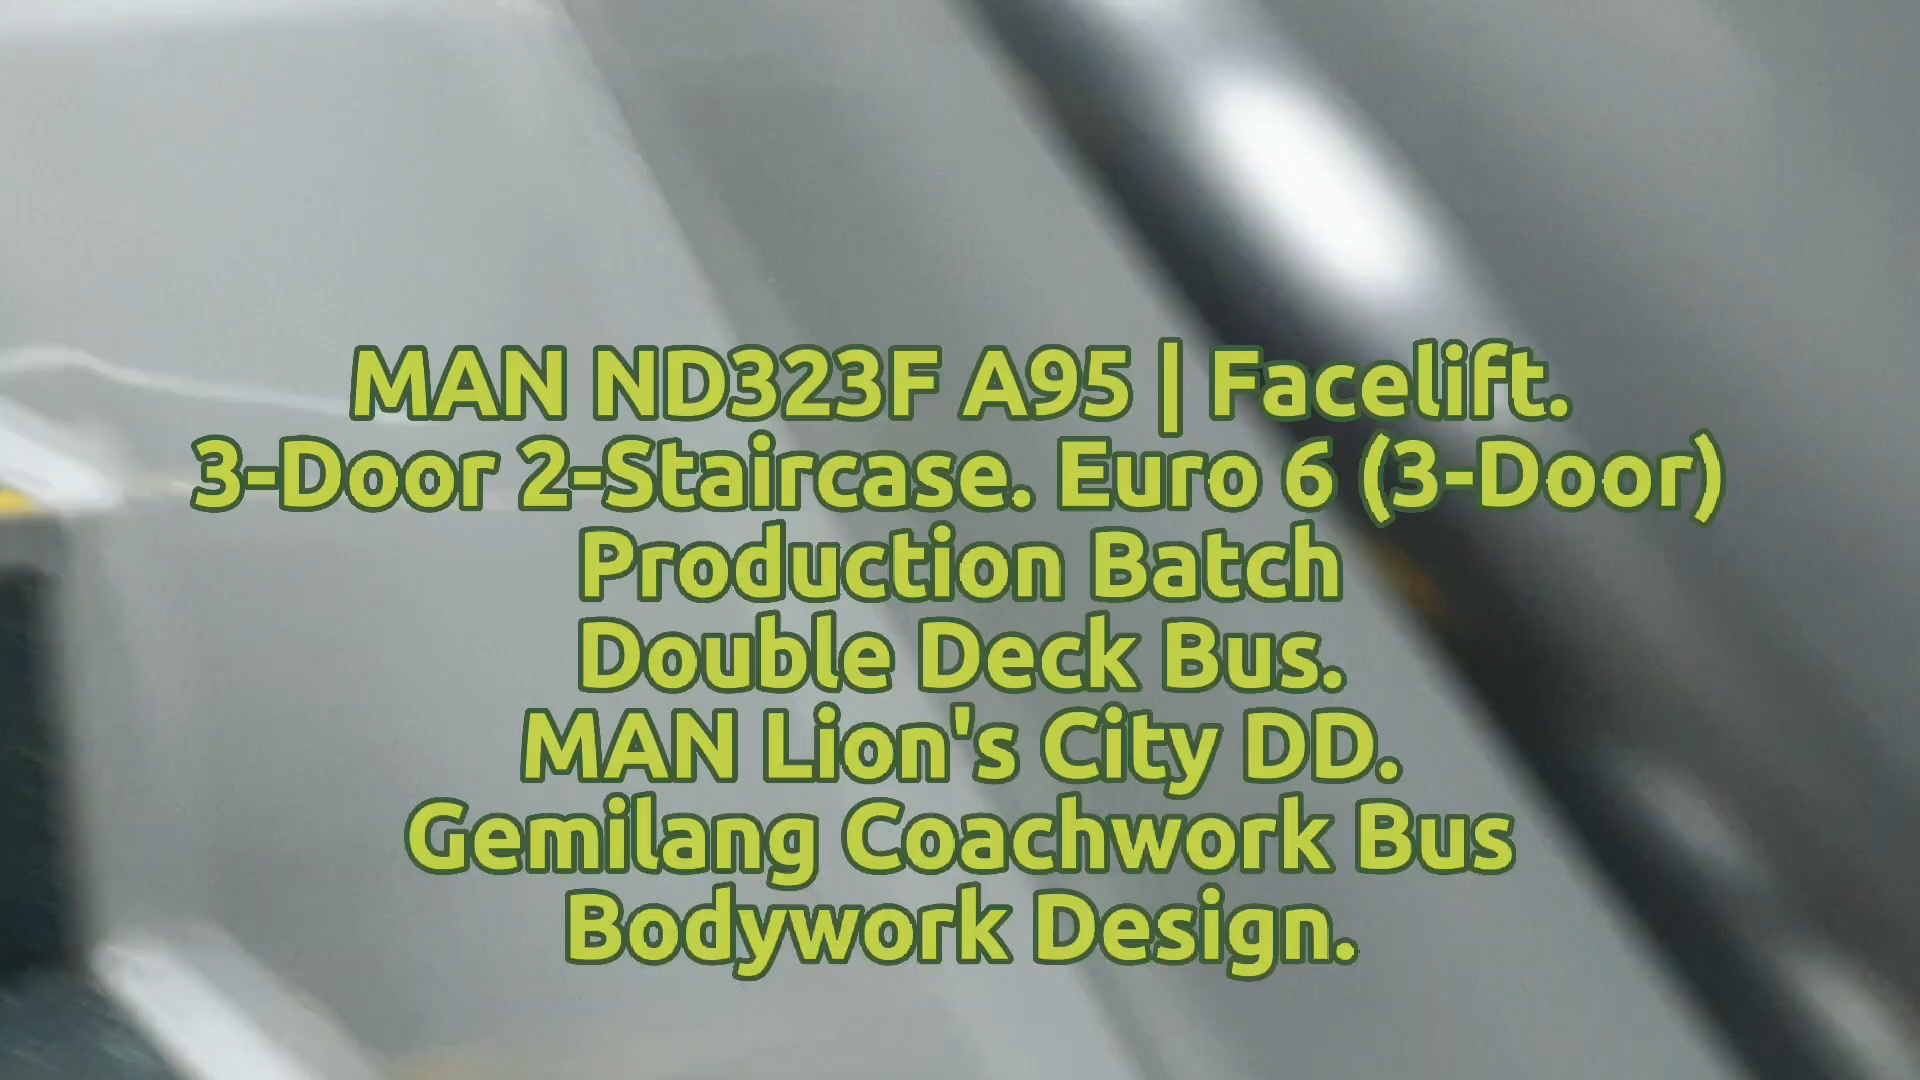 MAN ND323F A95 | Facelift.
3-Door 2-Staircase. Euro 6 (3-Door)
Production Batch
Double Deck Bus.
MAN Lion's City DD.
Gemilang Coachwork Bus
Bodywork Design.